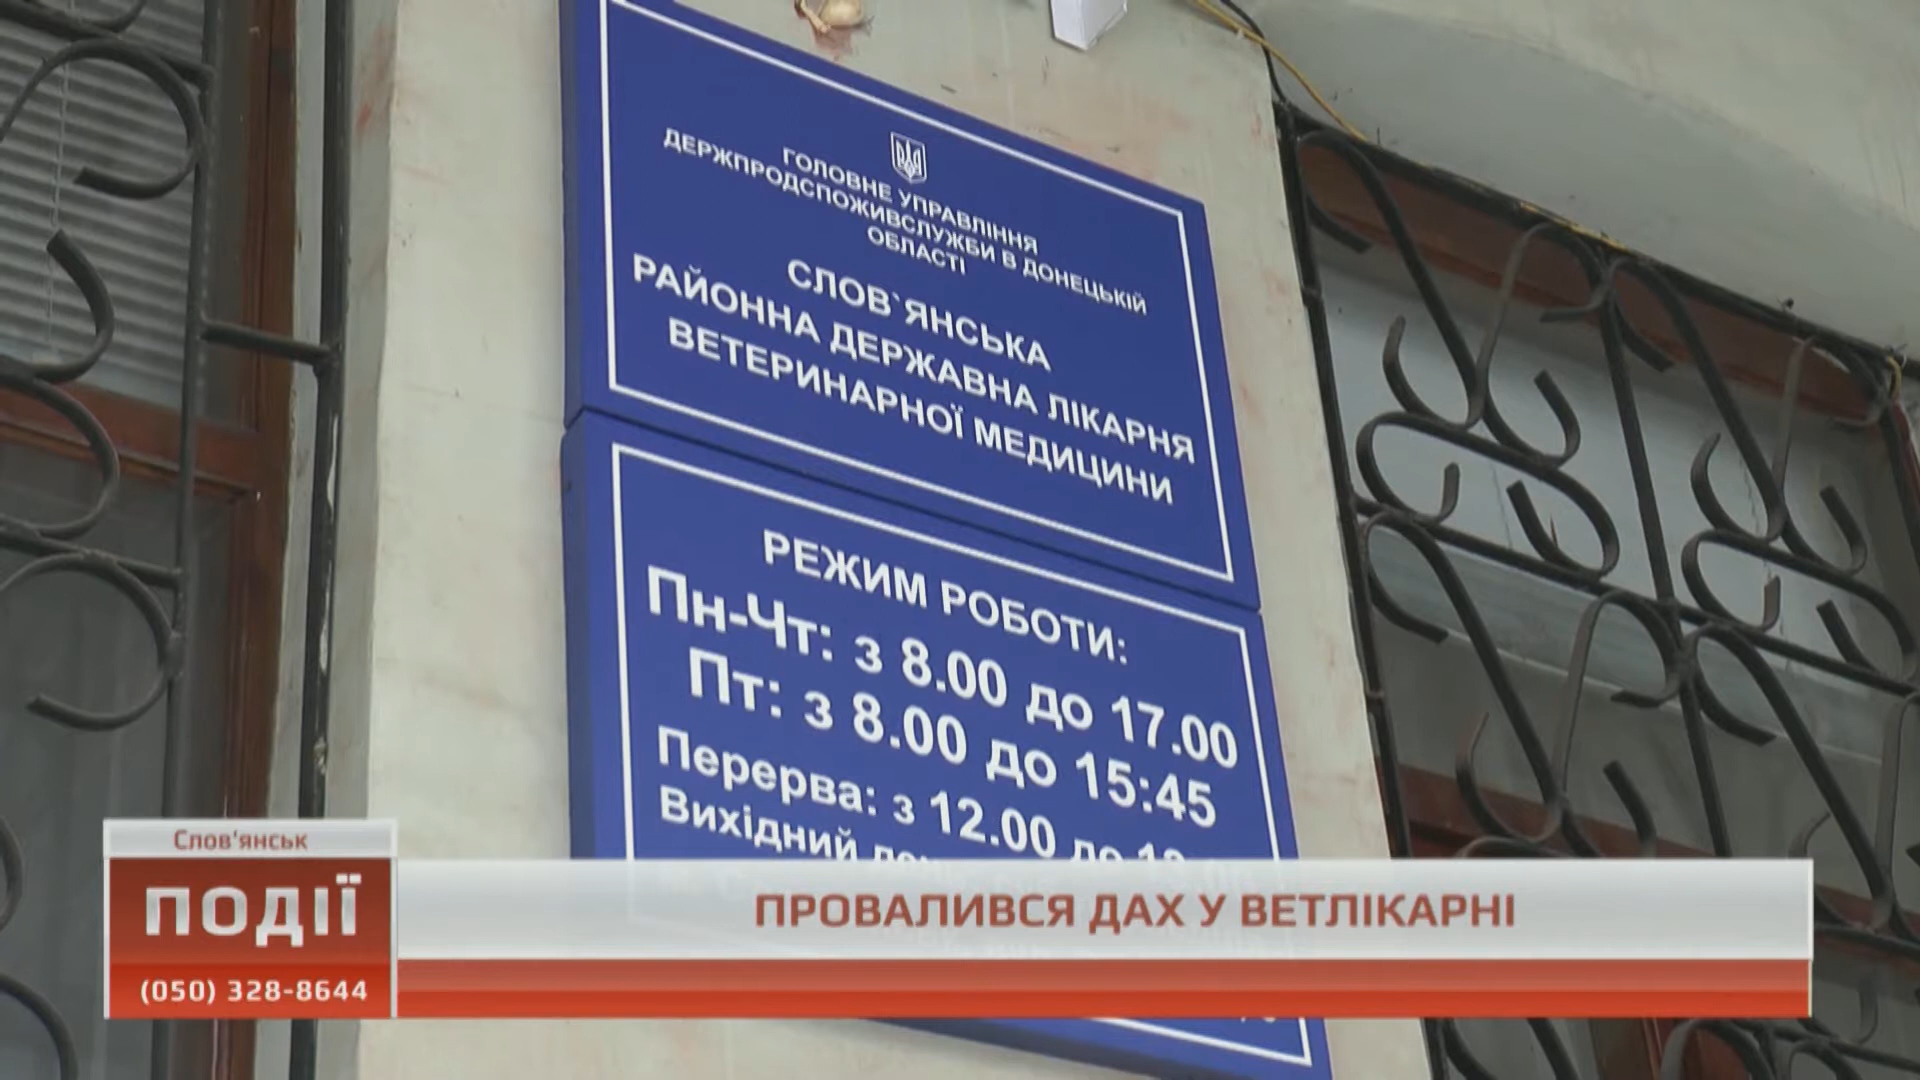 ГОЛОВНЕ УПРАВЛІННЯ
ДЕРЖПРОДСПОЖИВСЛУЖБИ В ДОНЕЦЬКІЙ
ОБЛАСТІ
СЛОВ`ЯНСЬКА
РАЙОННА ДЕРЖАВНА ЛІКАРНЯ
ВЕТЕРИНАРНОЇ МЕДИЦИНИ
РЕЖИМ РОБОТИ:
Пн-Чт: з 8.00 до 17.00
Пт: з 8.00 до 15:45
Перерва: з 12.00 до
Вихідний
Слов'янськ
ПОДІЇ
(050) 328-8644
ПРОВАЛИВСЯ ДАХ У ВЕТЛІКАРНІ